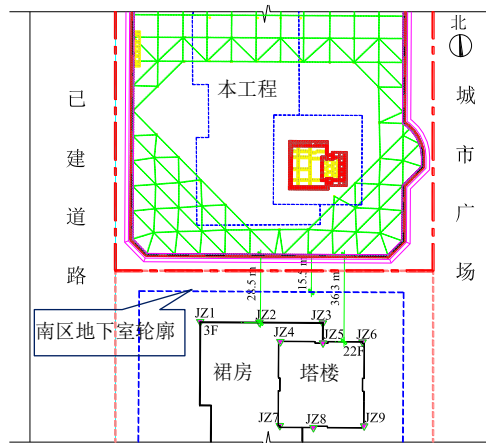 北
本工程
已建道路
城市广场
28.5 m
15.5 m
36.3 m
南区地下室轮廓
JZ1
JZ2
JZ3
3F
JZ4
JZ5
JZ6
22F
裙房
塔楼
JZ7
JZ8
JZ9